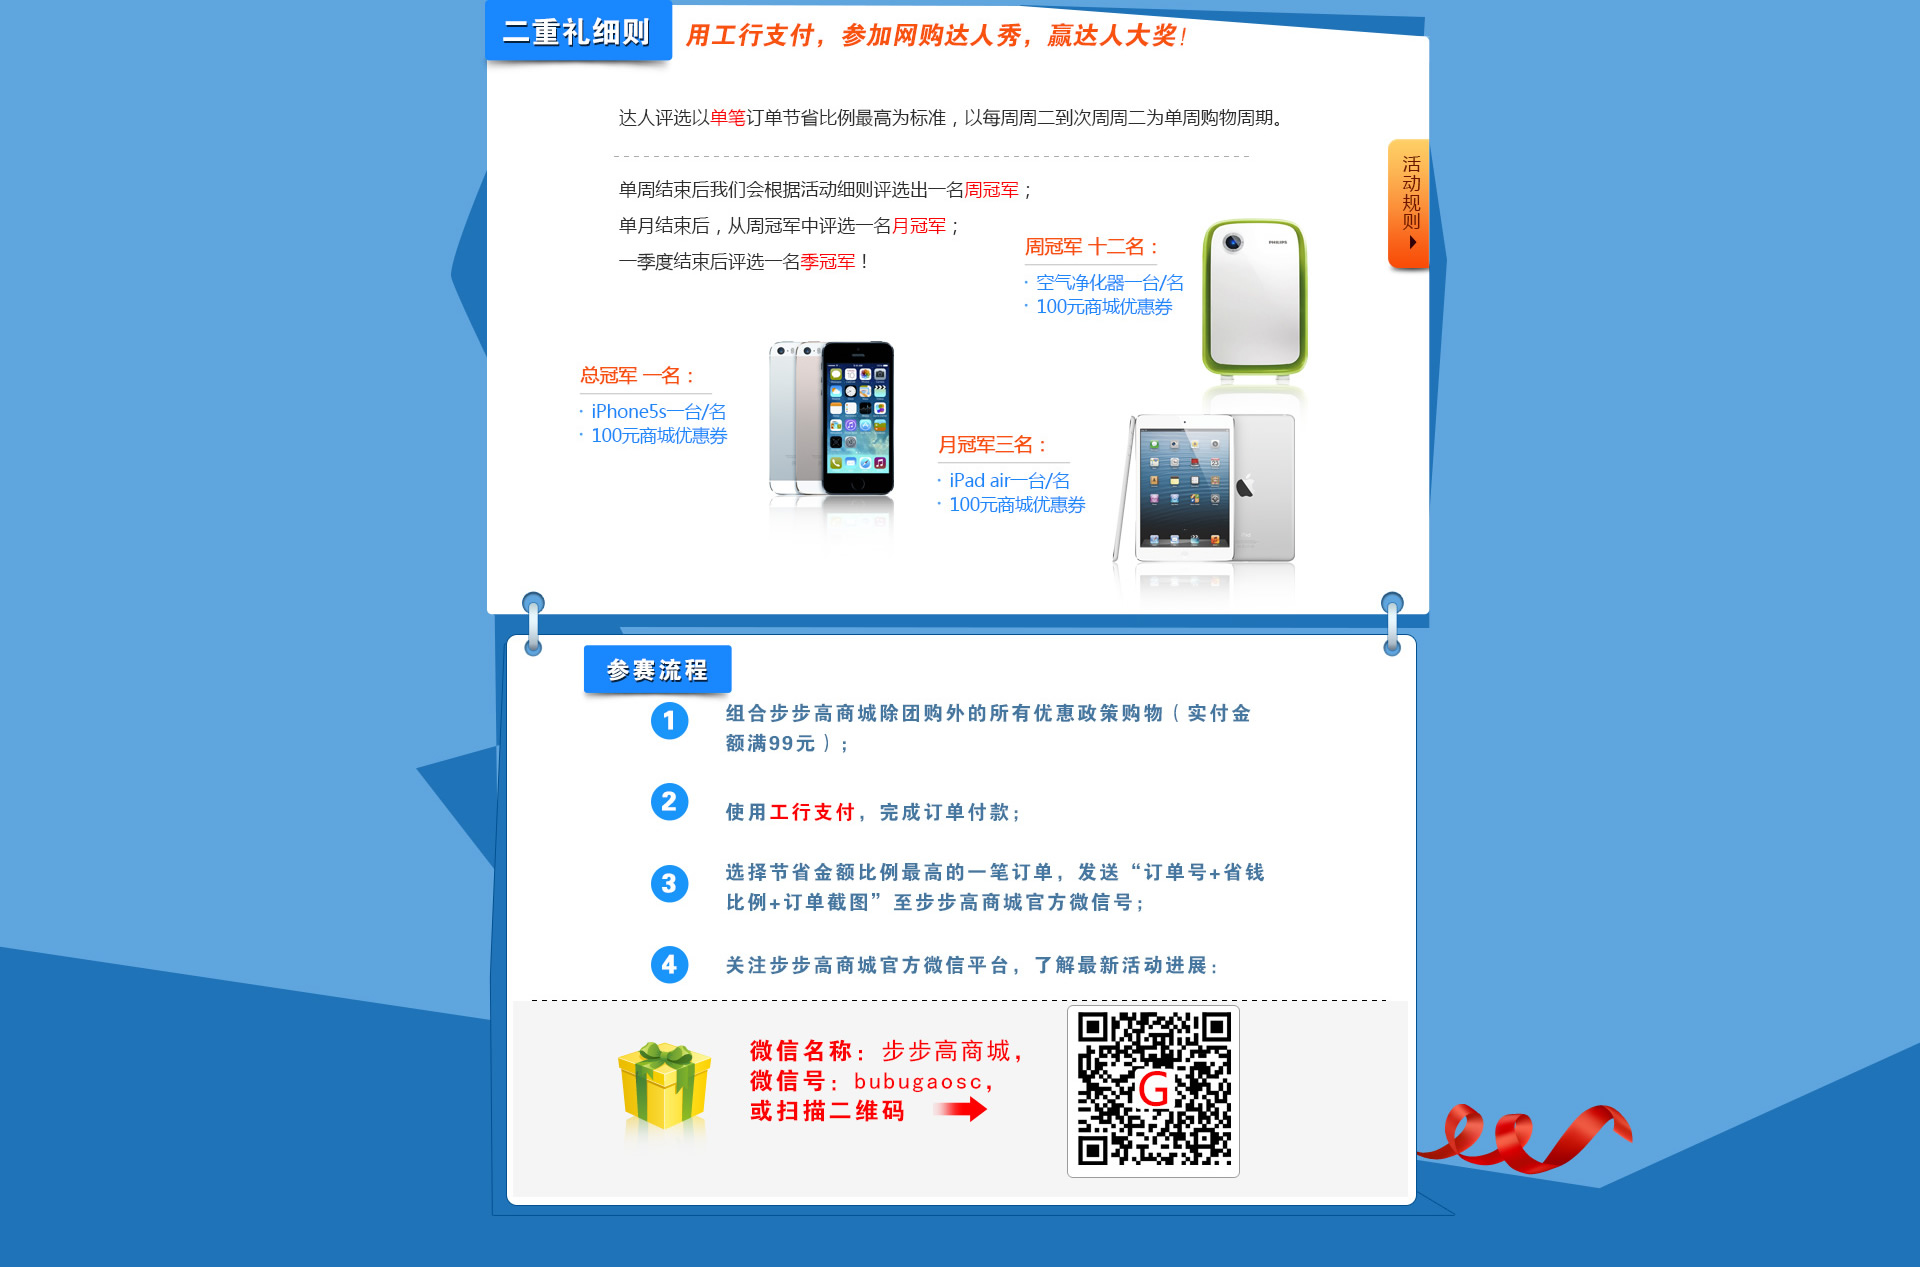 二重礼细则
用工行支付，参加网购达人秀，赢达人大奖！
达人评选以单笔订单节省比例最高为标准，以每周周二到次周周二为单周购物周期。
单周结束后我们会根据活动细则评选出一名周冠军；
单月结束后，从周冠军中评选一名月冠军；
一季度结束后评选一名季冠军！
活动规则
周冠军 十二名：
· 空气净化器一台/名
· 100元商城优惠券
PHILIPS
总冠军 一名：
· iPhone5s一台/名
· 100元商城优惠券
月冠军三名：
· iPad air一台/名
· 100元商城优惠券
参赛流程
1
组合步步高商城除团购外的所有优惠政策购物（实付金
额满99元）；
2
使用工行支付，完成订单付款；
3
选择节省金额比例最高的一笔订单，发送“订单号+省钱
比例+订单截图”至步步高商城官方微信号；
4
关注步步高商城官方微信平台，了解最新活动进展：
微信名称：步步高商城，
微信号：bubugaosc，
或扫描二维码
G